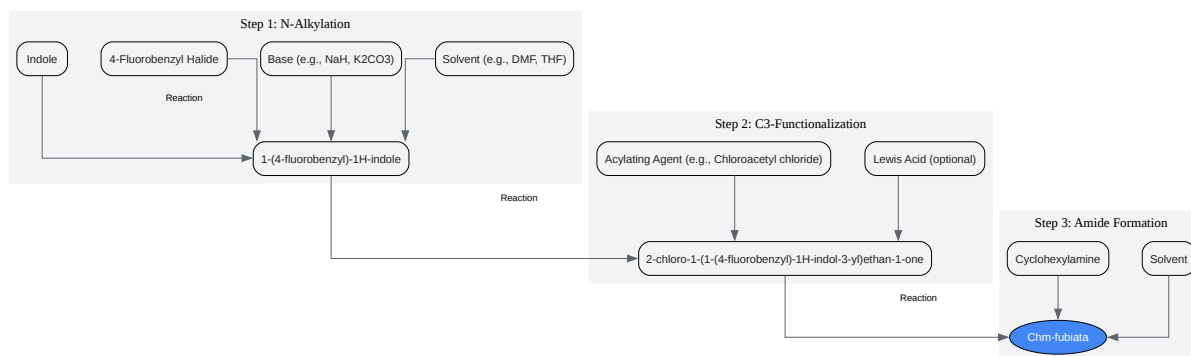 Step 1: N-Alkylation
Indole
4-Fluorobenzyl Halide
Base (e.g., NaH, K2CO3)
Solvent (e.g., DMF, THF)
Reaction
1-(4-fluorobenzyl)-1H-indole
Reaction
Step 2: C3-Functionalization
Acylating Agent (e.g., Chloroacetyl chloride)
Lewis Acid (optional)
2-chloro-1-(1-(4-fluorobenzyl)-1H-indol-3-yl)ethan-1-one
Reaction
Step 3: Amide Formation
Cyclohexylamine
Solvent
Chm-fubiata